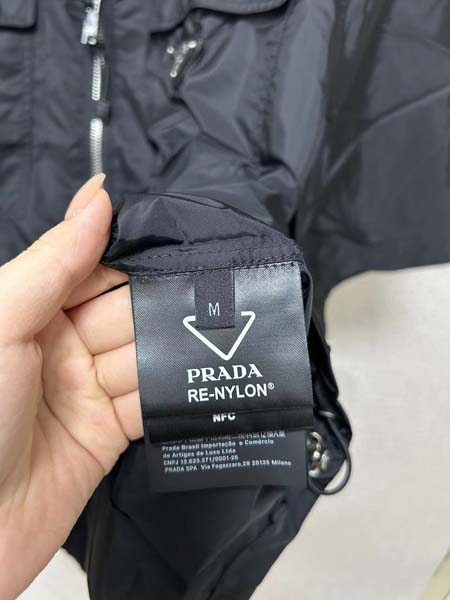 M
PRADA
RE-NYLON®
NFC
Prada Brasil Importação e Comércio
de Artigos de Luxo Ltda
CNPJ 13.633.271/0001-26
PRADA SPA Via Fogazzaro,28 20135 Milano